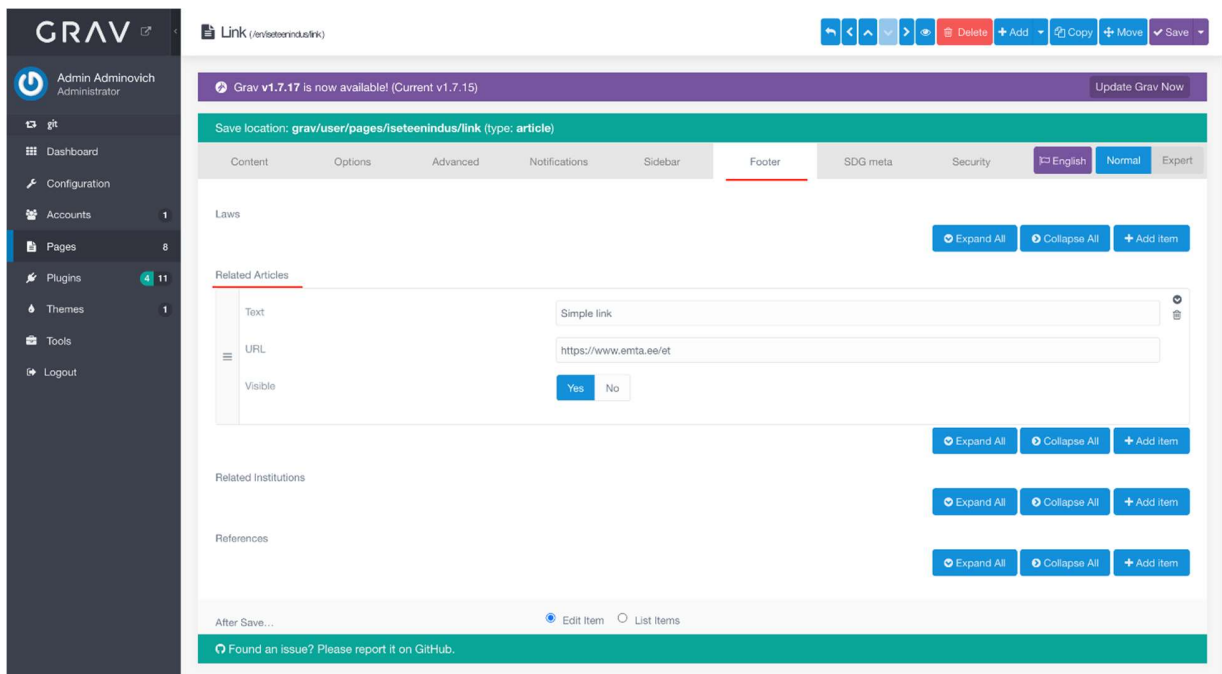 GRAV
Link (/en/iseteenindus/link)
Delete
Add
Copy
Move
Save
Admin Adminovich
Administrator
git
Dashboard
Configuration
Accounts 1
Pages 8
Plugins 4 11
Themes 1
Tools
Logout
Grav v1.7.17 is now available! (Current v1.7.15)
Update Grav Now
Save location: grav/user/pages/iseteenindus/link (type: article)
Content Options Advanced Notifications Sidebar Footer SDG meta Security English Normal Expert
Laws
Expand All Collapse All Add item
Related Articles
Text Simple link
URL https://www.emta.ee/et
Visible Yes No
Expand All Collapse All Add item
Related Institutions
Expand All Collapse All Add item
References
Expand All Collapse All Add item
After Save... Edit Item List Items
Found an issue? Please report it on GitHub.